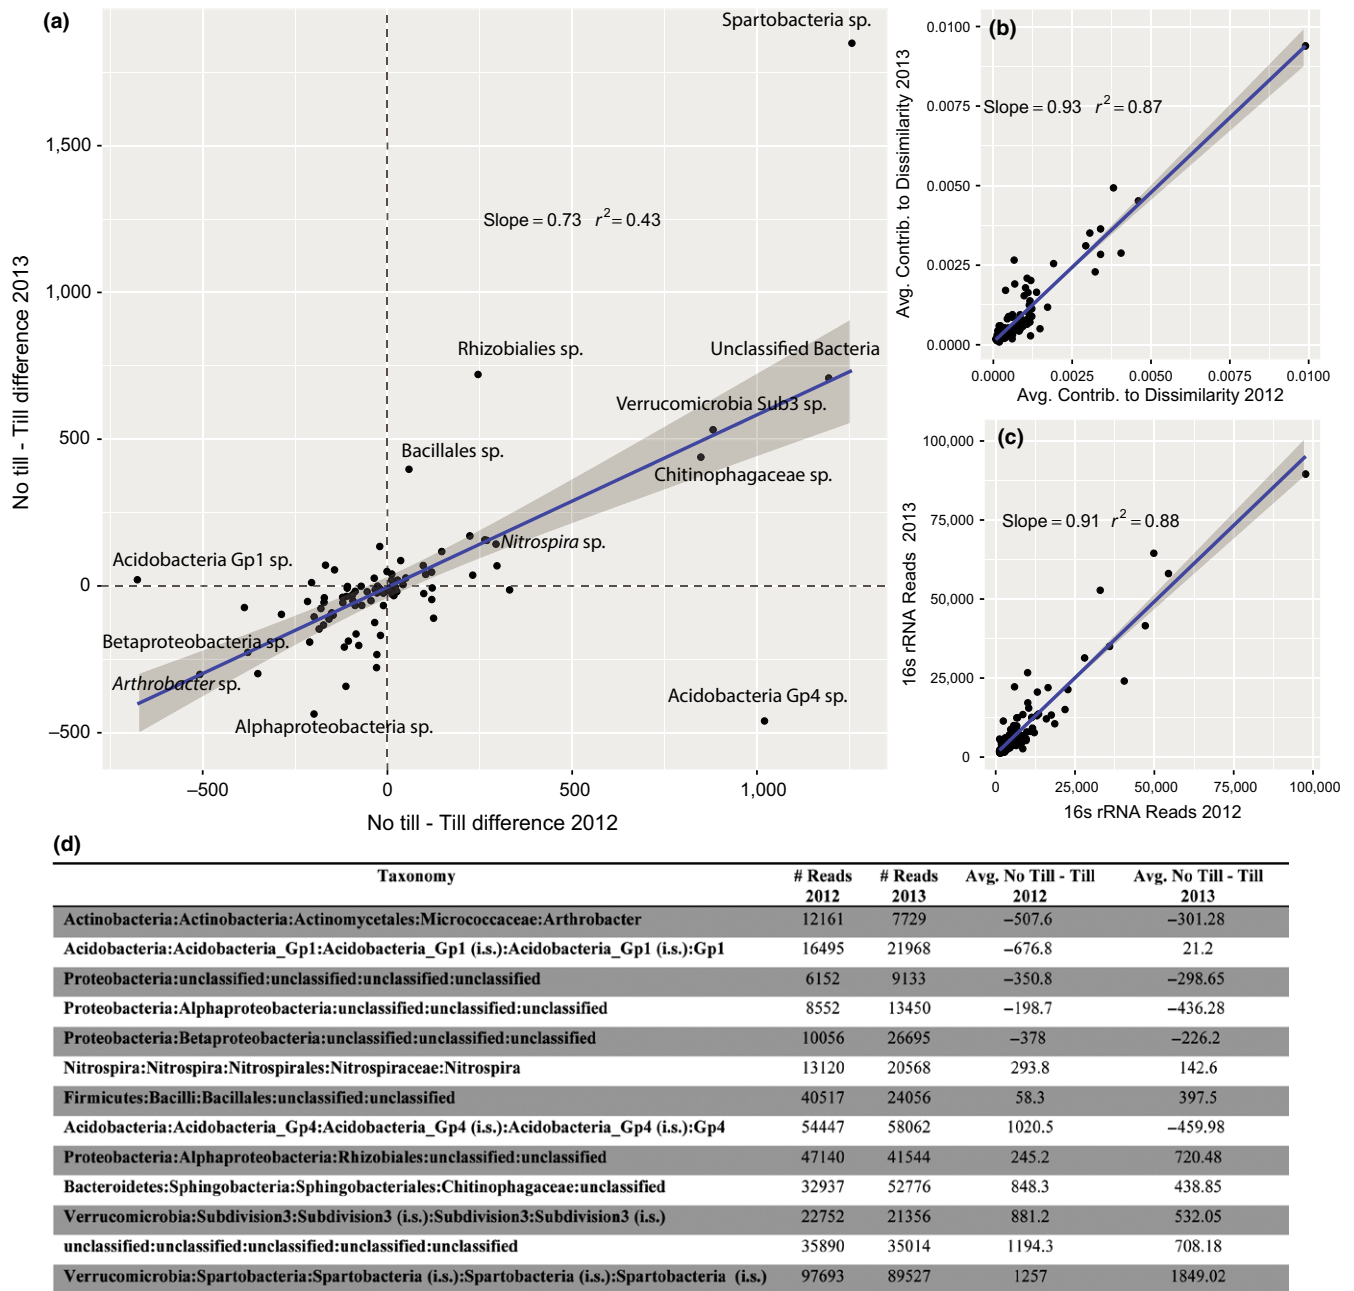 (a)
Spartobacteria sp.
1,500
Slope = 0.73 r² = 0.43
1,000
Rhizobialies sp.
Unclassified Bacteria
Verrucomicrobia Sub3 sp.
500
Bacillales sp.
Chitinophagaceae sp.
Nitrospira sp.
Acidobacteria Gp1 sp.
0
Betaproteobacteria sp.
Arthrobacter sp.
Acidobacteria Gp4 sp.
Alphaproteobacteria sp.
–500
–500 0 500 1,000
No till - Till difference 2012
No till - Till difference 2013
(b)
0.0100
0.0075
Slope = 0.93 r² = 0.87
0.0050
0.0025
0.0000
0.0000 0.0025 0.0050 0.0075 0.0100
Avg. Contrib. to Dissimilarity 2012
Avg. Contrib. to Dissimilarity 2013
(c)
100,000
75,000
Slope = 0.91 r² = 0.88
50,000
25,000
0
0 25,000 50,000 75,000 100,000
16s rRNA Reads 2012
16s rRNA Reads 2013
(d)
Taxonomy # Reads 2012 # Reads 2013 Avg. No Till - Till 2012 Avg. No Till - Till 2013
Actinobacteria:Actinobacteria:Actinomycetales:Micrococcaceae:Arthrobacter 12161 7729 –507.6 –301.28
Acidobacteria:Acidobacteria_Gp1:Acidobacteria_Gp1 (i.s.):Acidobacteria_Gp1 (i.s.):Gp1 16495 21968 –676.8 21.2
Proteobacteria:unclassified:unclassified:unclassified:unclassified 6152 9133 –350.8 –298.65
Proteobacteria:Alphaproteobacteria:unclassified:unclassified:unclassified 8552 13450 –198.7 –436.28
Proteobacteria:Betaproteobacteria:unclassified:unclassified:unclassified 10056 26695 –378 –226.2
Nitrospira:Nitrospira:Nitrospirales:Nitrospiraceae:Nitrospira 13120 20568 293.8 142.6
Firmicutes:Bacilli:Bacillales:unclassified:unclassified 40517 24056 58.3 397.5
Acidobacteria:Acidobacteria_Gp4:Acidobacteria_Gp4 (i.s.):Acidobacteria_Gp4 (i.s.):Gp4 54447 58062 1020.5 –459.98
Proteobacteria:Alphaproteobacteria:Rhizobiales:unclassified:unclassified 47140 41544 245.2 720.48
Bacteroidetes:Sphingobacteria:Sphingobacteriales:Chitinophagaceae:unclassified 32937 52776 848.3 438.85
Verrucomicrobia:Subdivision3:Subdivision3 (i.s.):Subdivision3:Subdivision3 (i.s.) 22752 21356 881.2 532.05
unclassified:unclassified:unclassified:unclassified:unclassified 35890 35014 1194.3 708.18
Verrucomicrobia:Spartobacteria:Spartobacteria (i.s.):Spartobacteria (i.s.):Spartobacteria (i.s.) 97693 89527 1257 1849.02